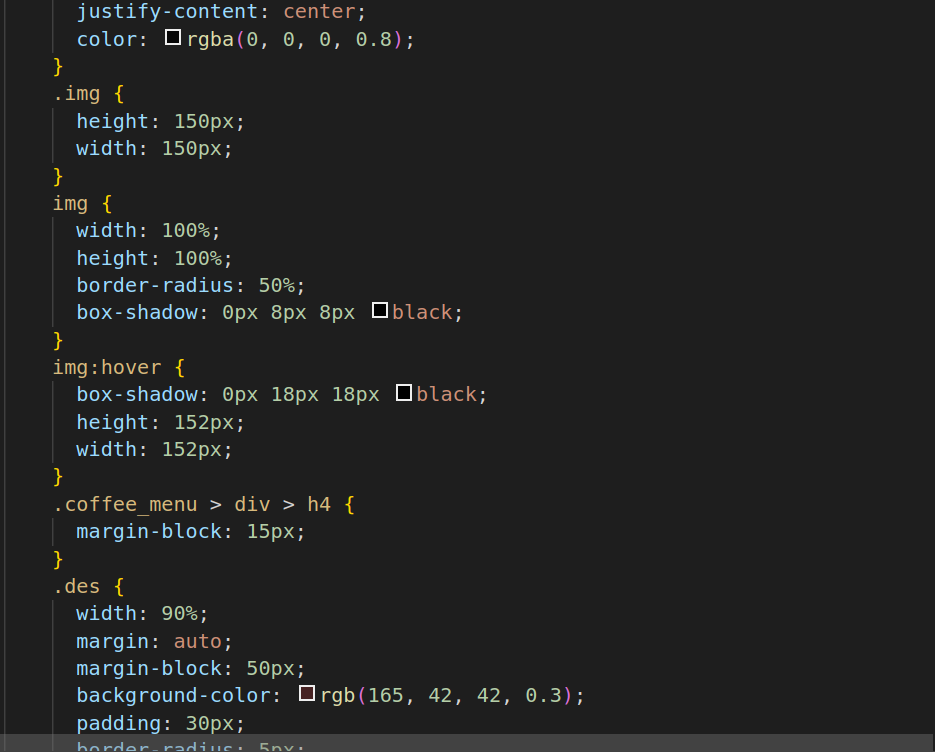 justify-content: center;
color: rgba(0, 0, 0, 0.8);
}
.img {
height: 150px;
width: 150px;
}
img {
width: 100%;
height: 100%;
border-radius: 50%;
box-shadow: 0px 8px 8px black;
}
img:hover {
box-shadow: 0px 18px 18px black;
height: 152px;
width: 152px;
}
.coffee_menu > div > h4 {
margin-block: 15px;
}
.des {
width: 90%;
margin: auto;
margin-block: 50px;
background-color: rgb(165, 42, 42, 0.3);
padding: 30px;
border-radius: 5px;